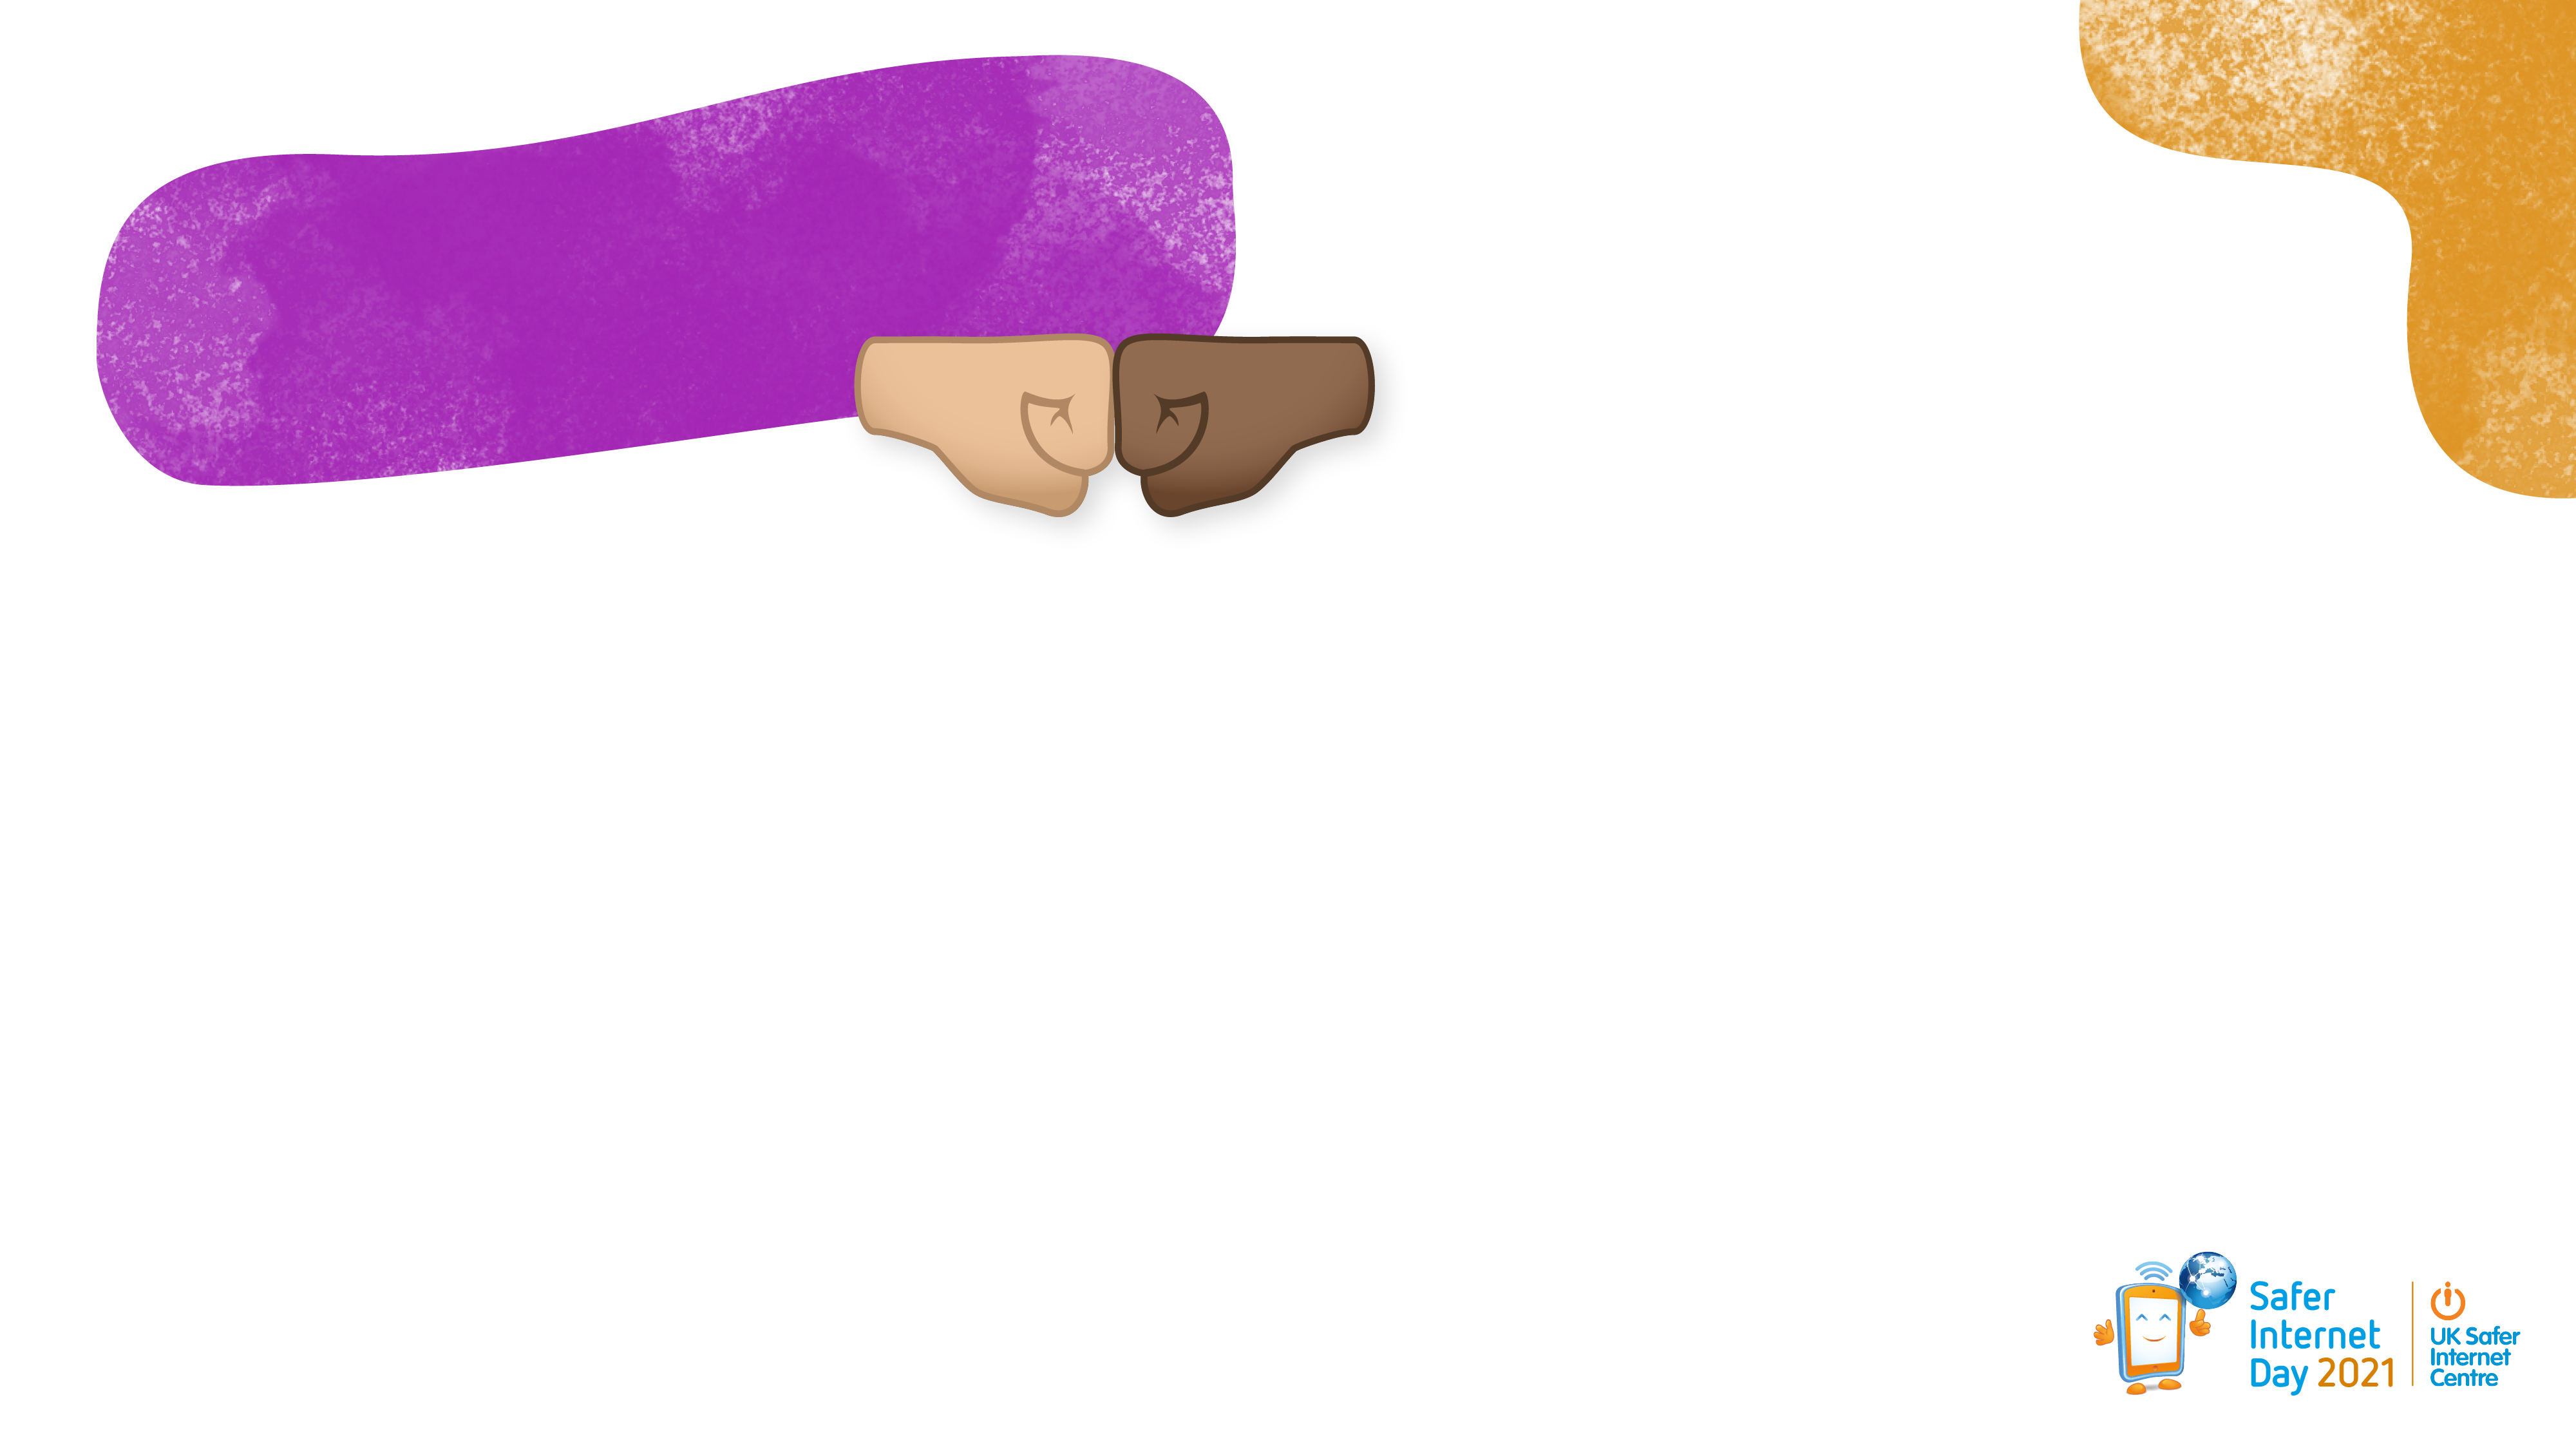 Safer
Internet
Day 2021
UK Safer
Internet
Centre